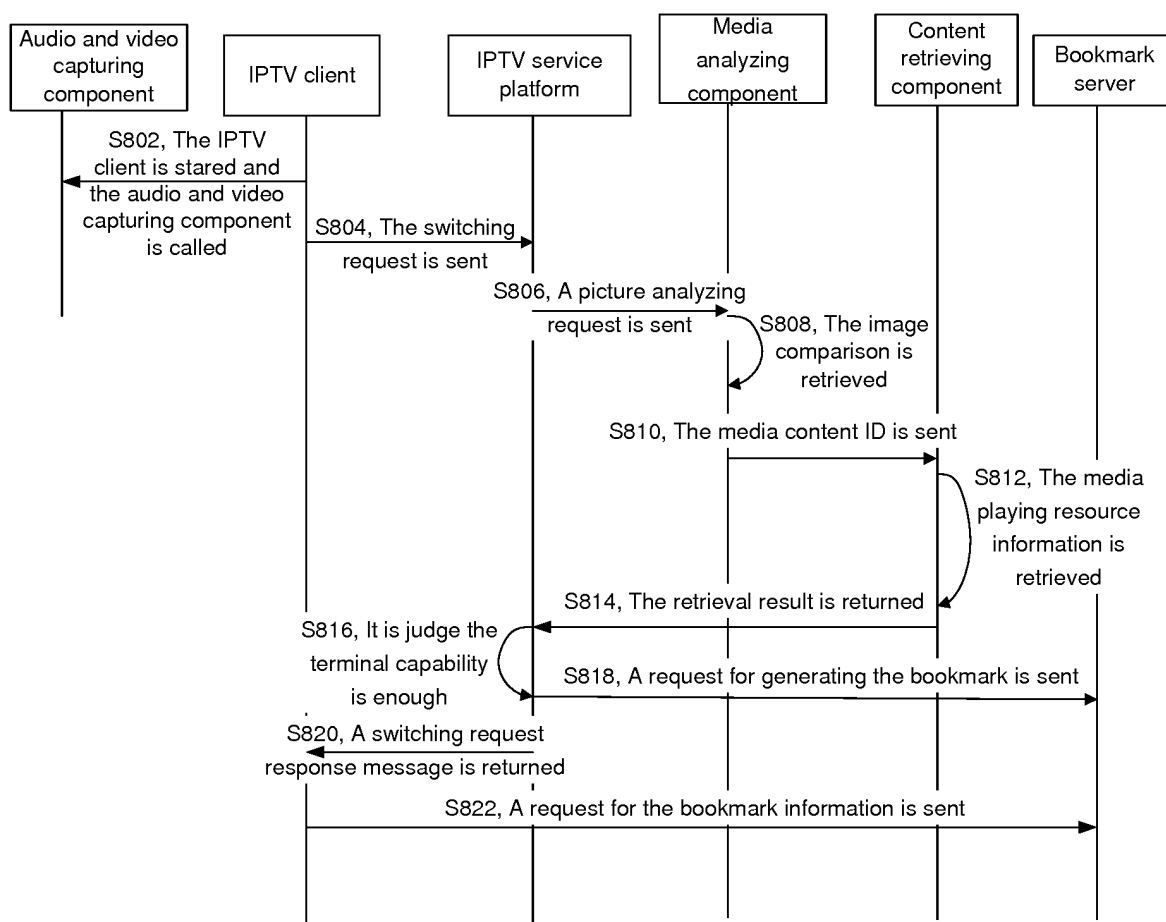 Audio and video
capturing
component
IPTV client
IPTV service
platform
Media
analyzing
component
Content
retrieving
component
Bookmark
server
S802, The IPTV
client is stared and
the audio and video
capturing component
is called
S804, The switching
request is sent
S806, A picture analyzing
request is sent
S808, The image
comparison is
retrieved
S810, The media content ID is sent
S812, The media
playing resource
information is
retrieved
S814, The retrieval result is returned
S816, It is judge the
terminal capability
is enough
S818, A request for generating the bookmark is sent
S820, A switching request
response message is returned
S822, A request for the bookmark information is sent